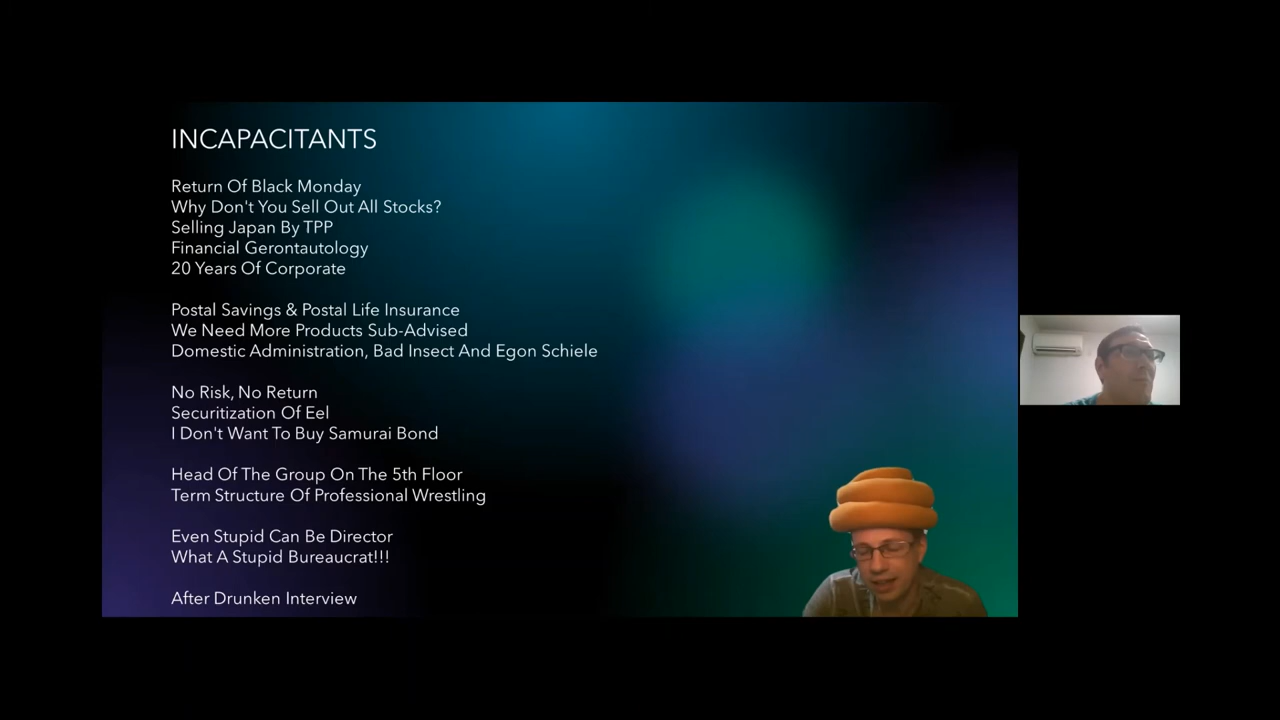 INCAPACITANTS
Return Of Black Monday
Why Don't You Sell Out All Stocks?
Selling Japan By TPP
Financial Gerontautology
20 Years Of Corporate
Postal Savings & Postal Life Insurance
We Need More Products Sub-Advised
Domestic Administration, Bad Insect And Egon Schiele
No Risk, No Return
Securitization Of Eel
I Don't Want To Buy Samurai Bond
Head Of The Group On The 5th Floor
Term Structure Of Professional Wrestling
Even Stupid Can Be Director
What A Stupid Bureaucrat!!!
After Drunken Interview